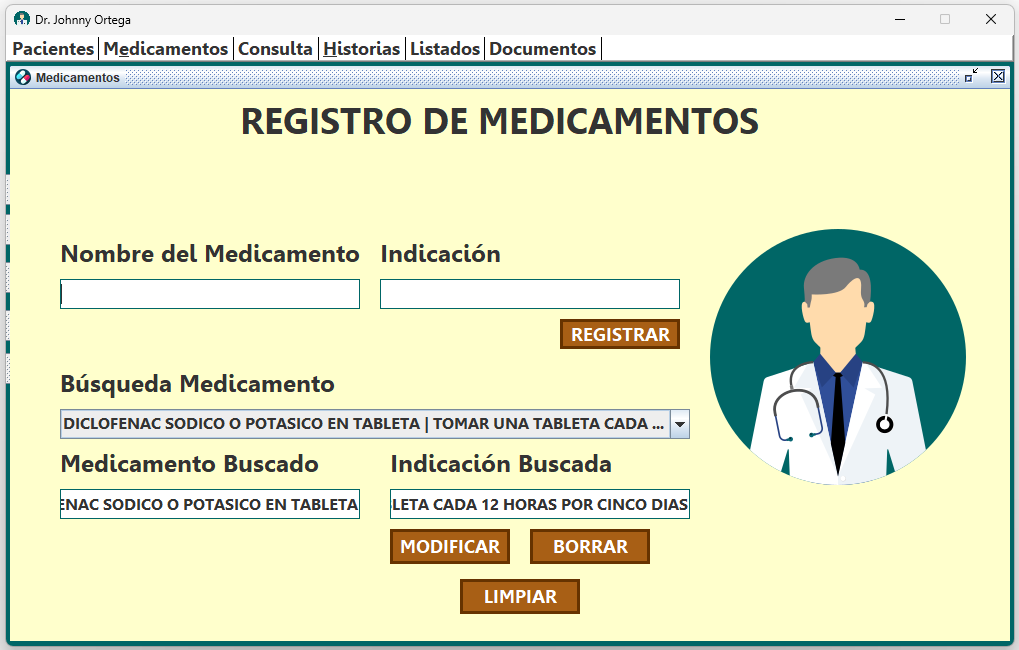 Dr. Johnny Ortega
Pacientes Medicamentos Consulta Historias Listados Documentos
Medicamentos
REGISTRO DE MEDICAMENTOS
Nombre del Medicamento Indicación
REGISTRAR
Búsqueda Medicamento
DICLOFENAC SODICO O POTASICO EN TABLETA | TOMAR UNA TABLETA CADA ...
Medicamento Buscado Indicación Buscada
ENAC SODICO O POTASICO EN TABLETA LETA CADA 12 HORAS POR CINCO DIAS
MODIFICAR BORRAR
LIMPIAR